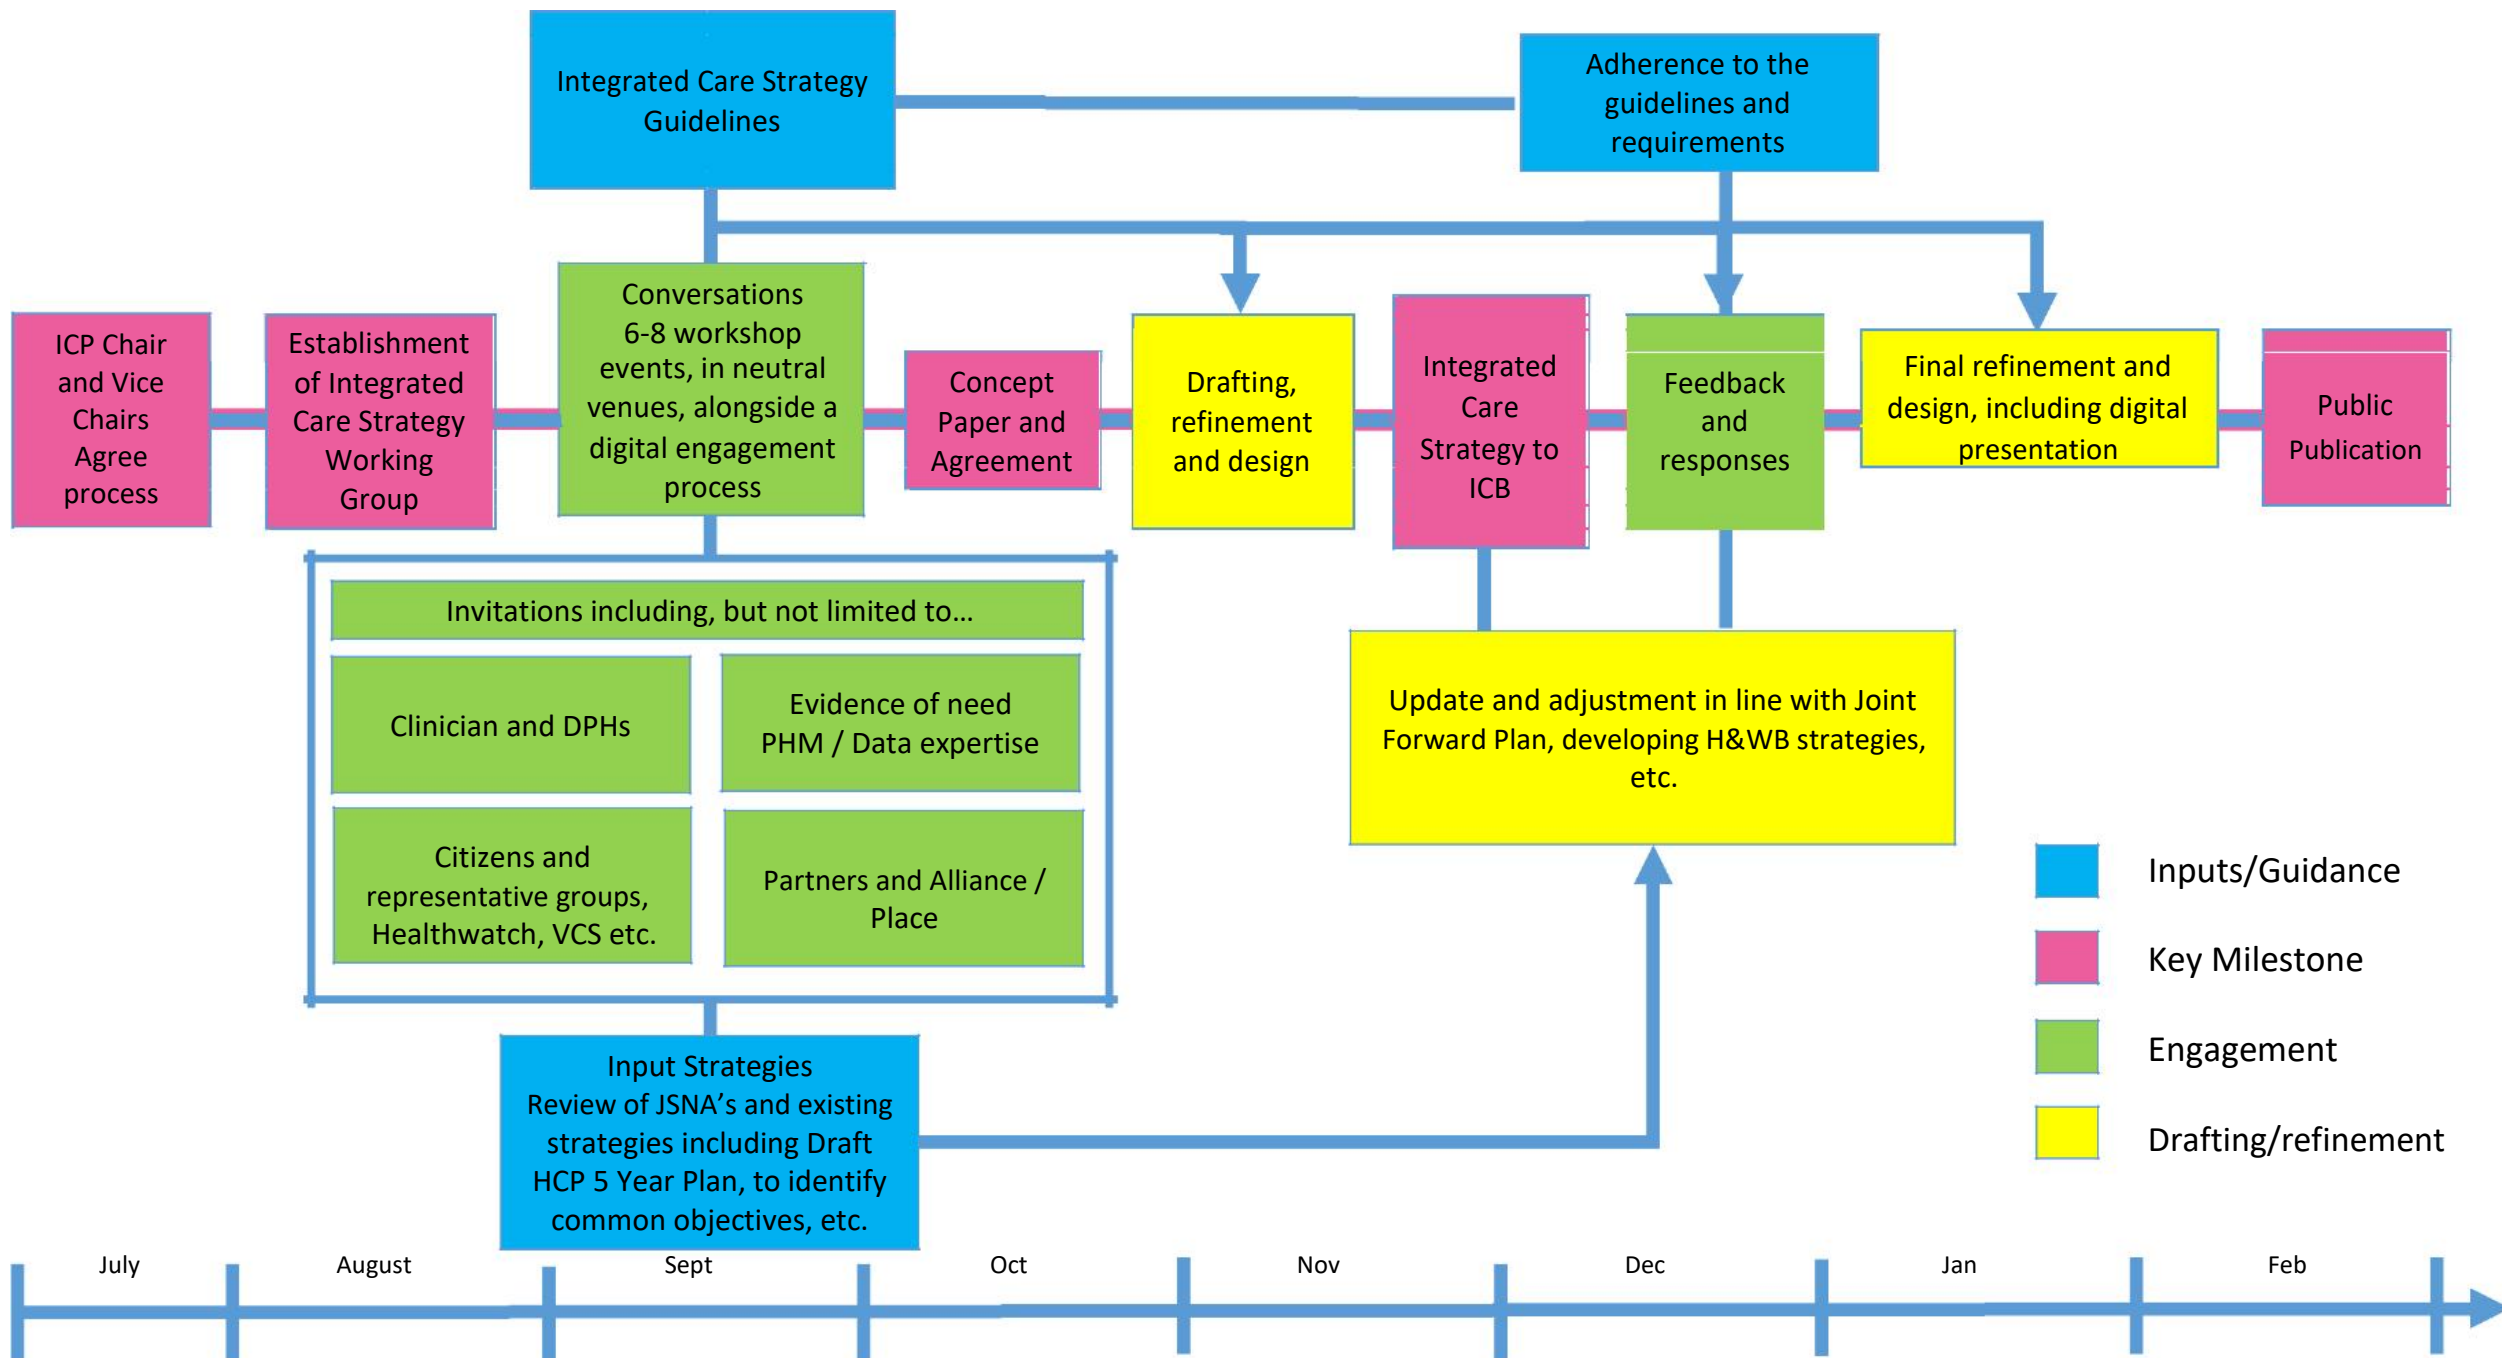 Integrated Care Strategy
Guidelines
Adherence to the
guidelines and
requirements
ICP Chair
and Vice
Chairs
Agree
process
Establishment
of Integrated
Care Strategy
Working
Group
Conversations
6-8 workshop
events, in neutral
venues, alongside a
digital engagement
process
Concept
Paper and
Agreement
Drafting,
refinement
and design
Integrated
Care
Strategy to
ICB
Feedback
and
responses
Final refinement and
design, including digital
presentation
Public
Publication
Invitations including, but not limited to…
Clinician and DPHs
Evidence of need
PHM / Data expertise
Citizens and
representative groups,
Healthwatch, VCS etc.
Partners and Alliance /
Place
Update and adjustment in line with Joint
Forward Plan, developing H&WB strategies,
etc.
Input Strategies
Review of JSNA’s and existing
strategies including Draft
HCP 5 Year Plan, to identify
common objectives, etc.
Inputs/Guidance
Key Milestone
Engagement
Drafting/refinement
July
August
Sept
Oct
Nov
Dec
Jan
Feb